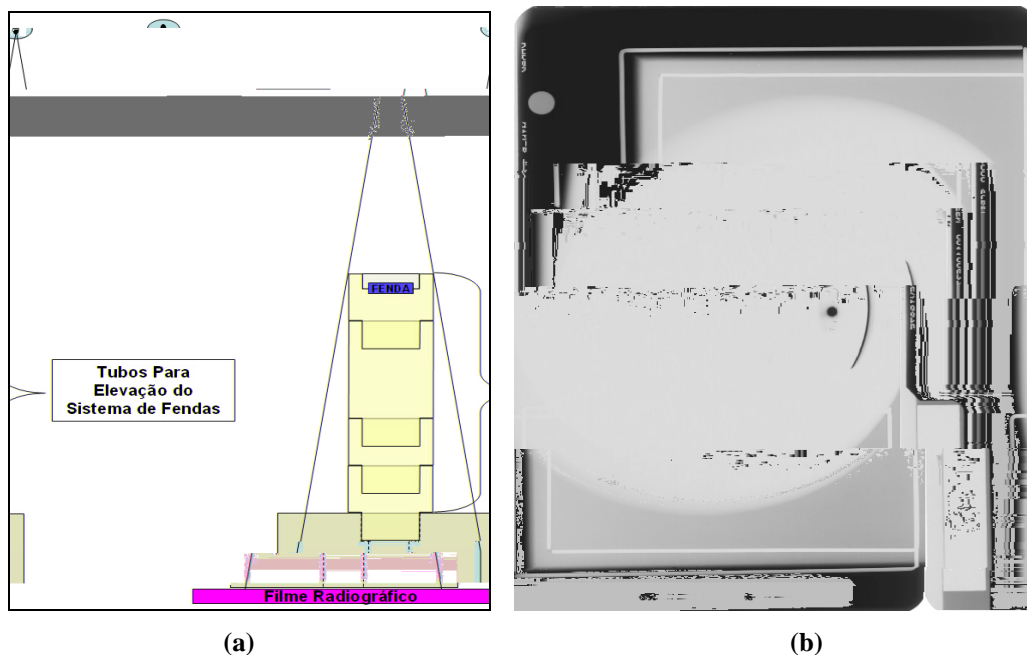 FENDA
Tubos Para
Elevação do
Sistema de Fendas
Filme Radiográfico
(a)
(b)